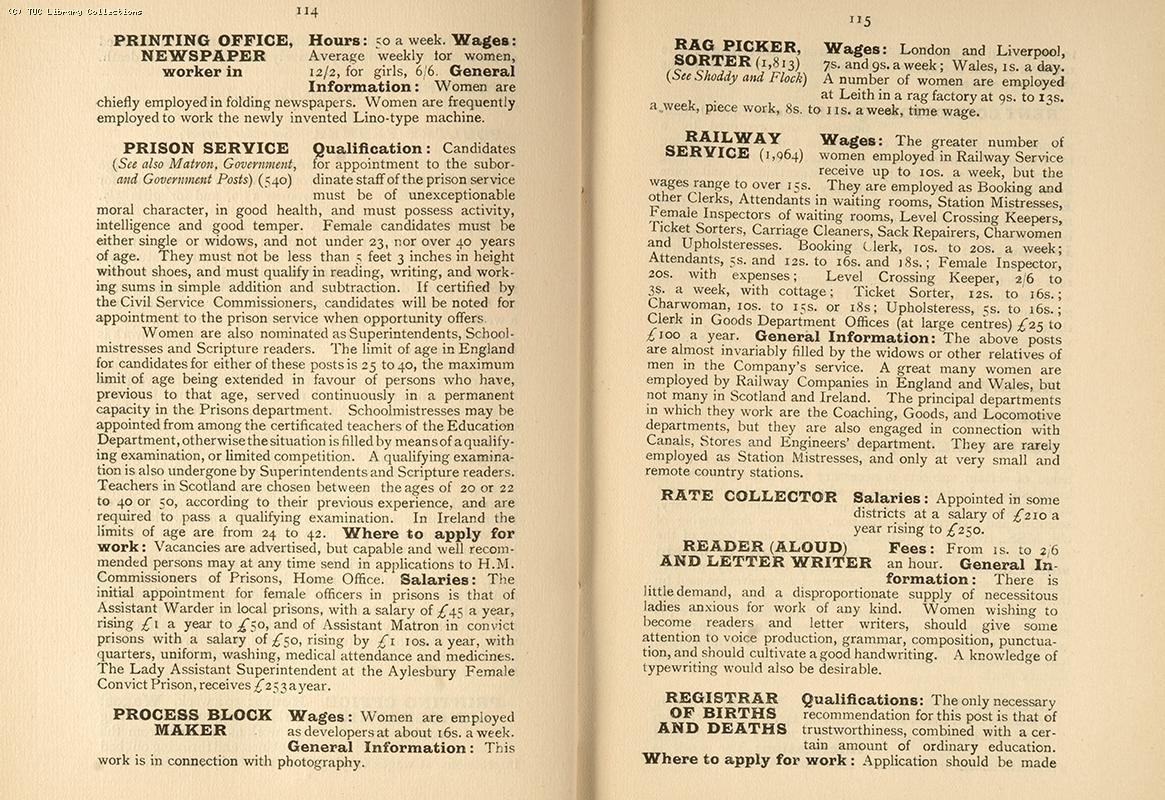 (C) TUC Library Collections
114
PRINTING OFFICE, Hours: 50 a week. Wages:
NEWSPAPER Average weekly for women,
worker in 12/2, for girls, 6/6. General
Information: Women are
chiefly employed in folding newspapers. Women are frequently
employed to work the newly invented Lino-type machine.
PRISON SERVICE Qualification: Candidates
(See also Matron, Government, for appointment to the subor-
and Government Posts) (540) dinate staff of the prison service
must be of unexceptionable
moral character, in good health, and must possess activity,
intelligence and good temper. Female candidates must be
either single or widows, and not under 23, nor over 40 years
of age. They must not be less than 5 feet 3 inches in height
without shoes, and must qualify in reading, writing, and work-
ing sums in simple addition and subtraction. If certified by
the Civil Service Commissioners, candidates will be noted for
appointment to the prison service when opportunity offers.
Women are also nominated as Superintendents, School-
mistresses and Scripture readers. The limit of age in England
for candidates for either of these posts is 25 to 40, the maximum
limit of age being extended in favour of persons who have,
previous to that age, served continuously in a permanent
capacity in the Prisons department. Schoolmistresses may be
appointed from among the certificated teachers of the Education
Department, otherwise the situation is filled by means of a qualify-
ing examination, or limited competition. A qualifying examina-
tion is also undergone by Superintendents and Scripture readers.
Teachers in Scotland are chosen between the ages of 20 or 22
to 40 or 50, according to their previous experience, and are
required to pass a qualifying examination. In Ireland the
limits of age are from 24 to 42. Where to apply for
work: Vacancies are advertised, but capable and well recom-
mended persons may at any time send in applications to H.M.
Commissioners of Prisons, Home Office. Salaries: The
initial appointment for female officers in prisons is that of
Assistant Warder in local prisons, with a salary of £45 a year,
rising £1 a year to £50, and of Assistant Matron in convict
prisons with a salary of £50, rising by £1 10s. a year, with
quarters, uniform, washing, medical attendance and medicines.
The Lady Assistant Superintendent at the Aylesbury Female
Convict Prison, receives £253 a year.
PROCESS BLOCK Wages: Women are employed
MAKER as developers at about 16s. a week.
General Information: This
work is in connection with photography.
115
RAG PICKER, Wages: London and Liverpool,
SORTER (1,813) 7s. and 9s. a week; Wales, 1s. a day.
(See Shoddy and Flock) A number of women are employed
at Leith in a rag factory at 9s. to 13s.
a week, piece work, 8s. to 11s. a week, time wage.
RAILWAY Wages: The greater number of
SERVICE (1,964) women employed in Railway Service
receive up to 10s. a week, but the
wages range to over 15s. They are employed as Booking and
other Clerks, Attendants in waiting rooms, Station Mistresses,
Female Inspectors of waiting rooms, Level Crossing Keepers,
Ticket Sorters, Carriage Cleaners, Sack Repairers, Charwomen
and Upholsteresses. Booking Clerk, 10s. to 20s. a week;
Attendants, 5s. and 12s. to 16s. and 18s.; Female Inspector,
20s. with expenses; Level Crossing Keeper, 2/6 to
3s. a week, with cottage; Ticket Sorter, 12s. to 16s.;
Charwoman, 10s. to 15s. or 18s; Upholsteress, 5s. to 16s.;
Clerk in Goods Department Offices (at large centres) £25 to
£100 a year. General Information: The above posts
are almost invariably filled by the widows or other relatives of
men in the Company's service. A great many women are
employed by Railway Companies in England and Wales, but
not many in Scotland and Ireland. The principal departments
in which they work are the Coaching, Goods, and Locomotive
departments, but they are also engaged in connection with
Canals, Stores and Engineers' department. They are rarely
employed as Station Mistresses, and only at very small and
remote country stations.
RATE COLLECTOR Salaries: Appointed in some
districts at a salary of £210 a
year rising to £250.
READER (ALOUD) Fees: From 1s. to 2/6
AND LETTER WRITER an hour. General In-
formation: There is
little demand, and a disproportionate supply of necessitous
ladies anxious for work of any kind. Women wishing to
become readers and letter writers, should give some
attention to voice production, grammar, composition, punctua-
tion, and should cultivate a good handwriting. A knowledge of
typewriting would also be desirable.
REGISTRAR Qualifications: The only necessary
OF BIRTHS recommendation for this post is that of
AND DEATHS trustworthiness, combined with a cer-
tain amount of ordinary education.
Where to apply for work: Application should be made